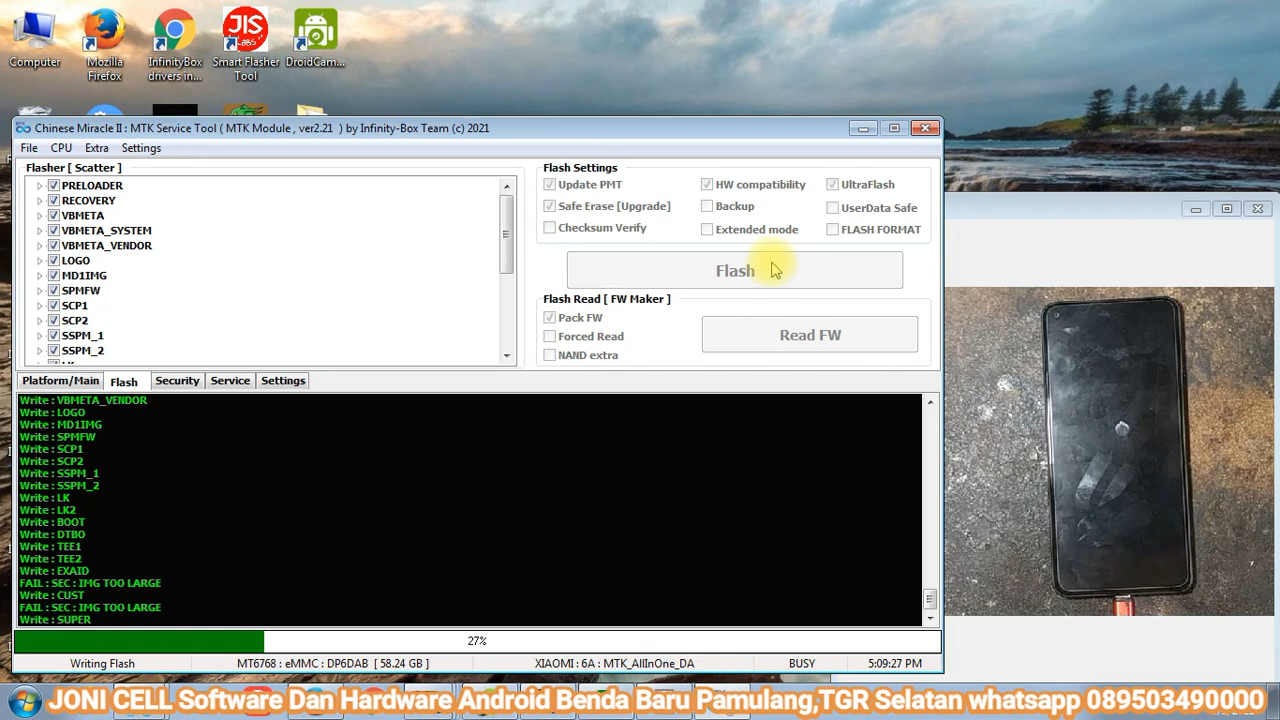 Computer
Mozilla Firefox
InfinityBox drivers in...
JIS
Labs
Smart Flasher Tool
DroidCam...
Chinese Miracle II : MTK Service Tool ( MTK Module , ver2.21 ) by Infinity-Box Team (c) 2021
File CPU Extra Settings
Flasher [ Scatter ]
PRELOADER
RECOVERY
VBMETA
VBMETA_SYSTEM
VBMETA_VENDOR
LOGO
MD1IMG
SPMFW
SCP1
SCP2
SSPM_1
SSPM_2
Flash Settings
Update PMT HW compatibility UltraFlash
Safe Erase [Upgrade] Backup UserData Safe
Checksum Verify Extended mode FLASH FORMAT
Flash
Flash Read [ FW Maker ]
Pack FW
Forced Read
NAND extra
Read FW
Platform/Main Flash Security Service Settings
Write : VBMETA_VENDOR
Write : LOGO
Write : MD1IMG
Write : SPMFW
Write : SCP1
Write : SCP2
Write : SSPM_1
Write : SSPM_2
Write : LK
Write : LK2
Write : BOOT
Write : DTBO
Write : TEE1
Write : TEE2
Write : EXAID
FAIL : SEC : IMG TOO LARGE
Write : CUST
FAIL : SEC : IMG TOO LARGE
Write : SUPER
27%
Writing Flash MT6768 : eMMC : DP6DAB [ 58.24 GB ] XIAOMI : 6A : MTK_AllInOne_DA BUSY 5:09:27 PM
JONI CELL Software Dan Hardware Android Benda Baru Pamulang,TGR Selatan whatsapp 089503490000